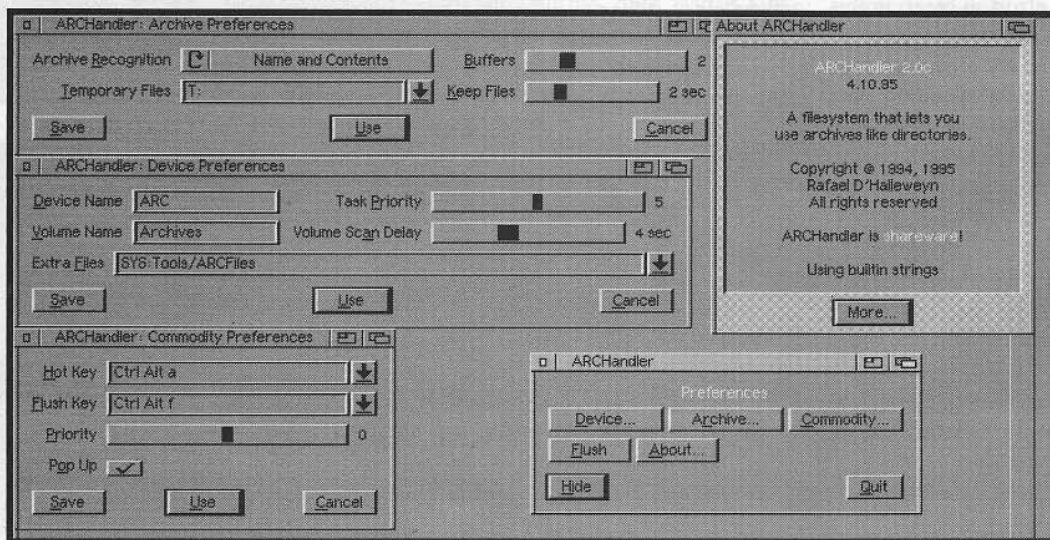 ARCHandler: Archive Preferences
Archive Recognition Name and Contents Buffers 2
Temporary Files T: Keep Files 2 sec
Save Use Cancel
ARCHandler: Device Preferences
Device Name ARC Task Priority 5
Volume Name Archives Volume Scan Delay 4 sec
Extra Files SYS:Tools/ARCFiles
Save Use Cancel
ARCHandler: Commodity Preferences
Hot Key Ctrl Alt a
Flush Key Ctrl Alt f
Priority 0
Pop Up
Save Use Cancel
About ARCHandler
ARCHandler 2.0c
4.10.95
A filesystem that lets you
use archives like directories.
Copyright © 1994, 1995
Rafael D'Halleweyn
All rights reserved
ARCHandler is shareware!
Using builtin strings
More...
ARCHandler
Preferences
Device... Archive... Commodity...
Flush About...
Hide Quit